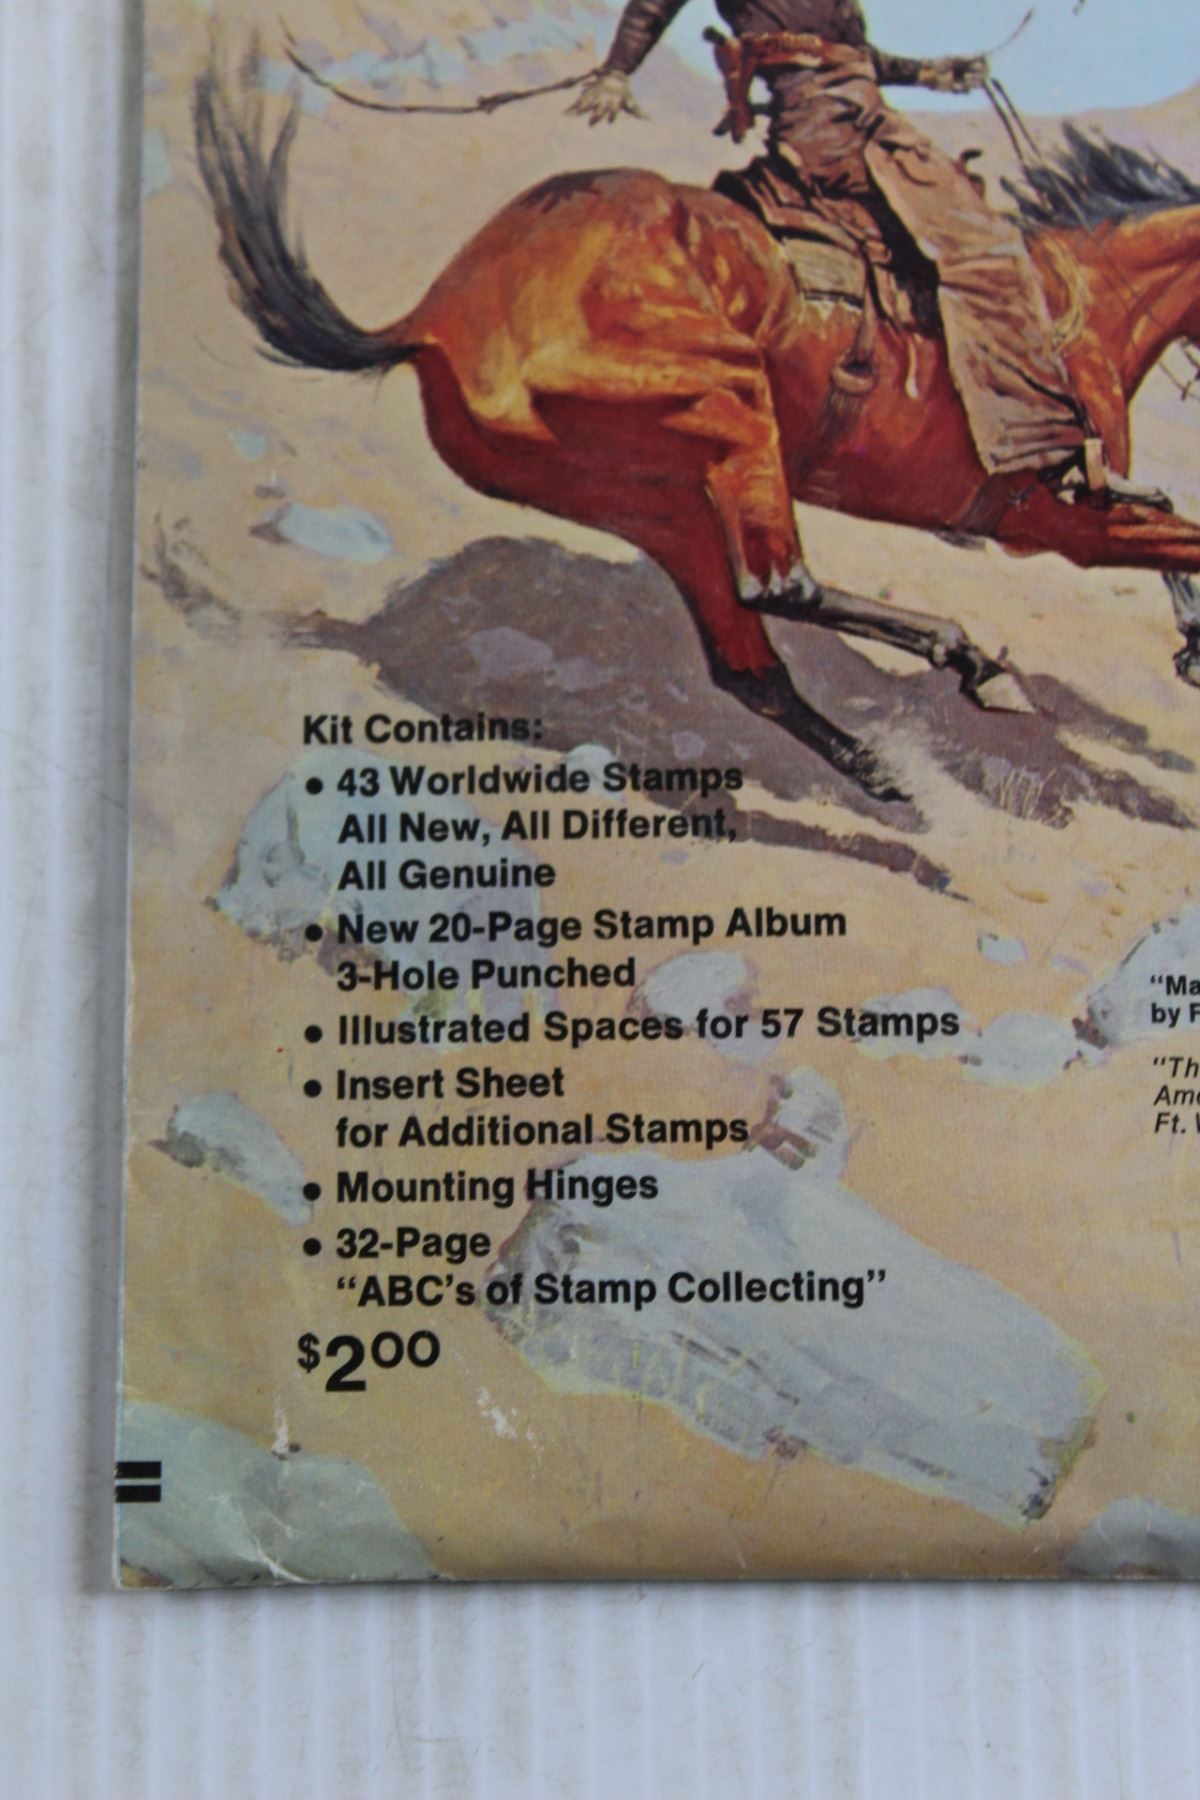 Kit Contains:
• 43 Worldwide Stamps
All New, All Different,
All Genuine
• New 20-Page Stamp Album
3-Hole Punched
• Illustrated Spaces for 57 Stamps
• Insert Sheet
for Additional Stamps
• Mounting Hinges
• 32-Page
“ABC’s of Stamp Collecting”
$2.00
by
Ft.